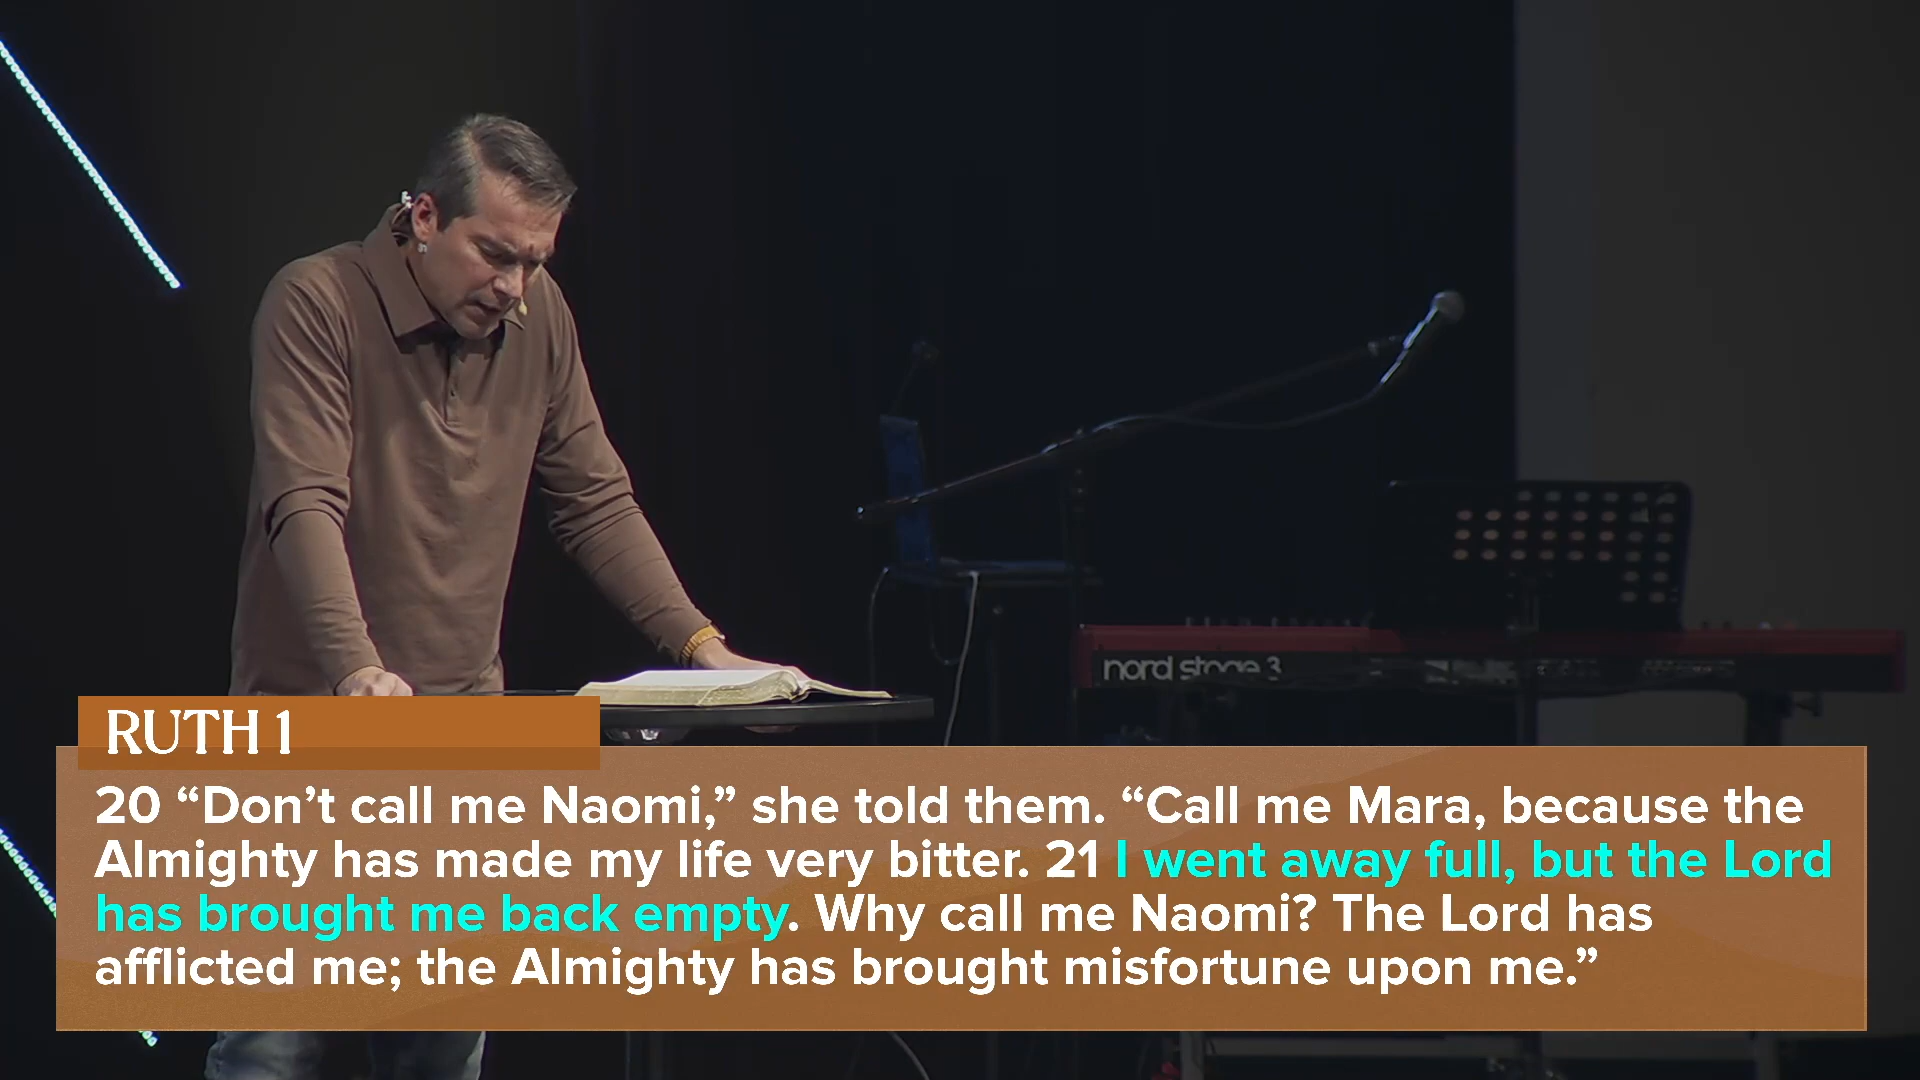 nord stage 3
RUTH 1
20 “Don’t call me Naomi,” she told them. “Call me Mara, because the
Almighty has made my life very bitter. 21 I went away full, but the Lord
has brought me back empty. Why call me Naomi? The Lord has
afflicted me; the Almighty has brought misfortune upon me.”